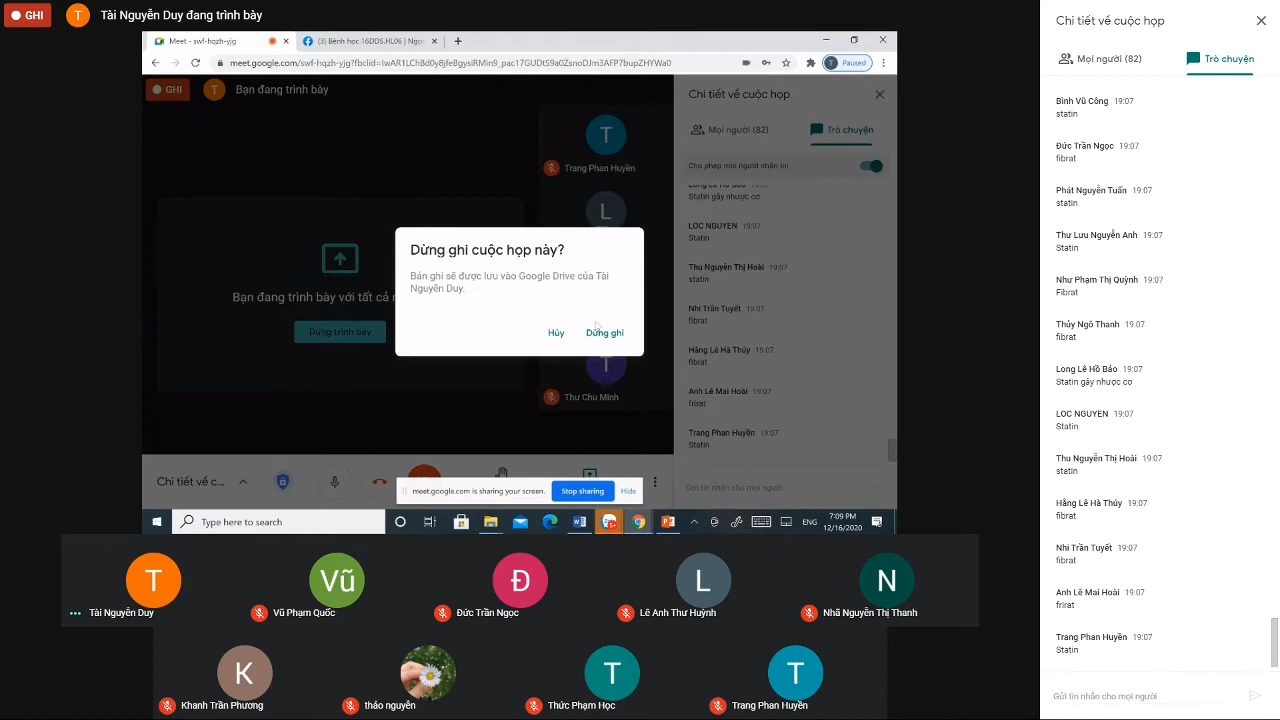 GHI
T
Tài Nguyễn Duy đang trình bày
Meet - swf-hqzh-yjg
(3) Bệnh học 16DDS.HL06 | Ngo
meet.google.com/swf-hqzh-yjg?fbclid=IwAR1LCh8d0y8jfeBgysiRMin9_pac17GUDtS9a0ZsnoDJm3AFP7bupZHYWa0
T
Paused
GHI
T
Bạn đang trình bày
Chi tiết về cuộc họp
Mọi người (82)
Trò chuyện
Cho phép mọi người nhắn tin
T
Trang Phan Huyền
L
T
Thư Chu Minh
Bạn đang trình bày với tất cả
Dừng trình bày
Dừng ghi cuộc họp này?
Bản ghi sẽ được lưu vào Google Drive của Tài
Nguyễn Duy.
Hủy
Dừng ghi
Long Lê Hồ Bảo 19:07
Statin gây nhược cơ
LOC NGUYEN 19:07
Statin
Thu Nguyễn Thị Hoài 19:07
statin
Nhi Trần Tuyết 19:07
fibrat
Hằng Lê Hà Thúy 19:07
fibrat
Anh Lê Mai Hoài 19:07
frirat
Trang Phan Huyền 19:07
Statin
Gửi tin nhắn cho mọi người
Chi tiết về c...
meet.google.com is sharing your screen.
Stop sharing
Hide
Type here to search
ENG
7:09 PM
12/16/2020
T
Tài Nguyễn Duy
Vũ
Vũ Phạm Quốc
Đ
Đức Trần Ngọc
L
Lê Anh Thư Huỳnh
N
Nhã Nguyễn Thị Thanh
K
Khanh Trần Phương
hao nguyễn
T
Thức Phạm Học
T
Trang Phan Huyền
Chi tiết về cuộc họp
Mọi người (82)
Trò chuyện
Bình Vũ Công 19:07
statin
Đức Trần Ngọc 19:07
fibrat
Phát Nguyễn Tuấn 19:07
statin
Thư Lưu Nguyễn Anh 19:07
Statin
Như Phạm Thị Quỳnh 19:07
Fibrat
Thủy Ngô Thanh 19:07
fibrat
Long Lê Hồ Bảo 19:07
Statin gây nhược cơ
LOC NGUYEN 19:07
Statin
Thu Nguyễn Thị Hoài 19:07
statin
Hằng Lê Hà Thúy 19:07
fibrat
Nhi Trần Tuyết 19:07
fibrat
Anh Lê Mai Hoài 19:07
frirat
Trang Phan Huyền 19:07
Statin
Gửi tin nhắn cho mọi người